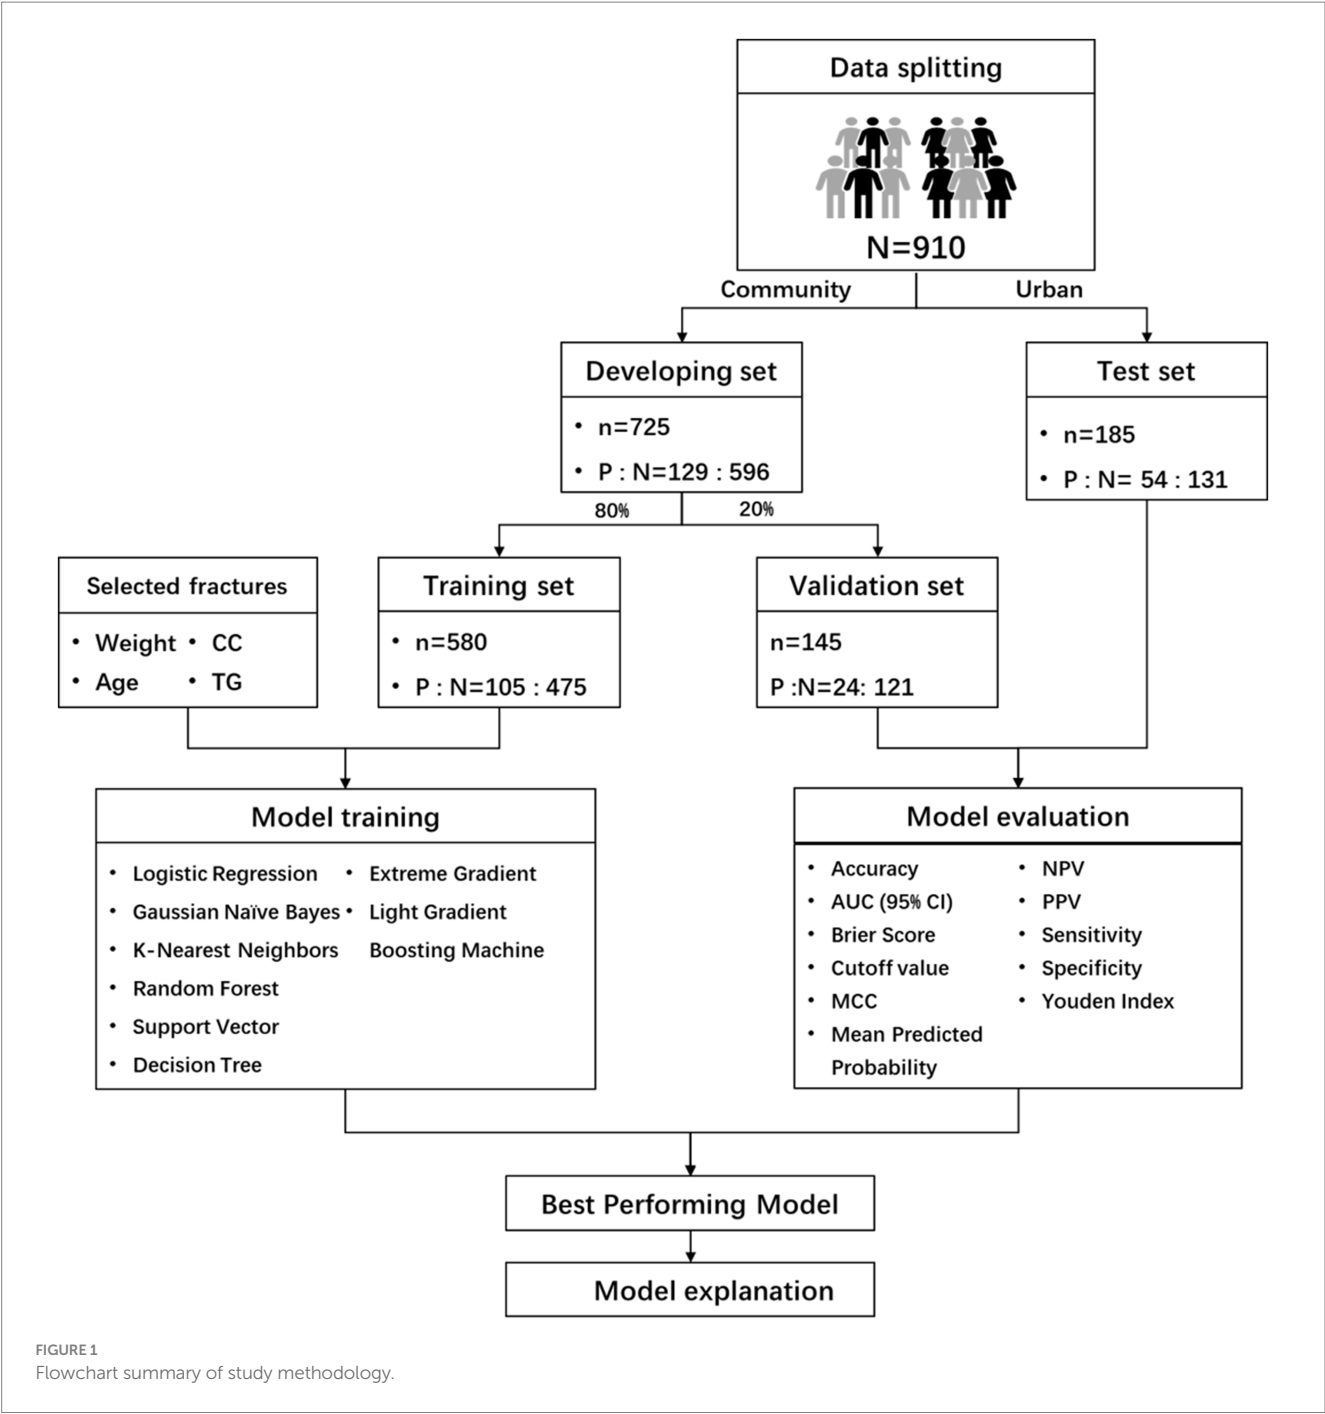 Data splitting
N=910
Community
Urban
Developing set
• n=725
• P : N=129 : 596
Test set
• n=185
• P : N= 54 : 131
80%
20%
Selected fractures
• Weight • CC
• Age • TG
Training set
• n=580
• P : N=105 : 475
Validation set
n=145
P :N=24: 121
Model training
• Logistic Regression
• Gaussian Naïve Bayes
• K-Nearest Neighbors
• Random Forest
• Support Vector
• Decision Tree
• Extreme Gradient
• Light Gradient
Boosting Machine
Model evaluation
• Accuracy
• AUC (95% CI)
• Brier Score
• Cutoff value
• MCC
• Mean Predicted
Probability
• NPV
• PPV
• Sensitivity
• Specificity
• Youden Index
Best Performing Model
Model explanation
FIGURE 1
Flowchart summary of study methodology.